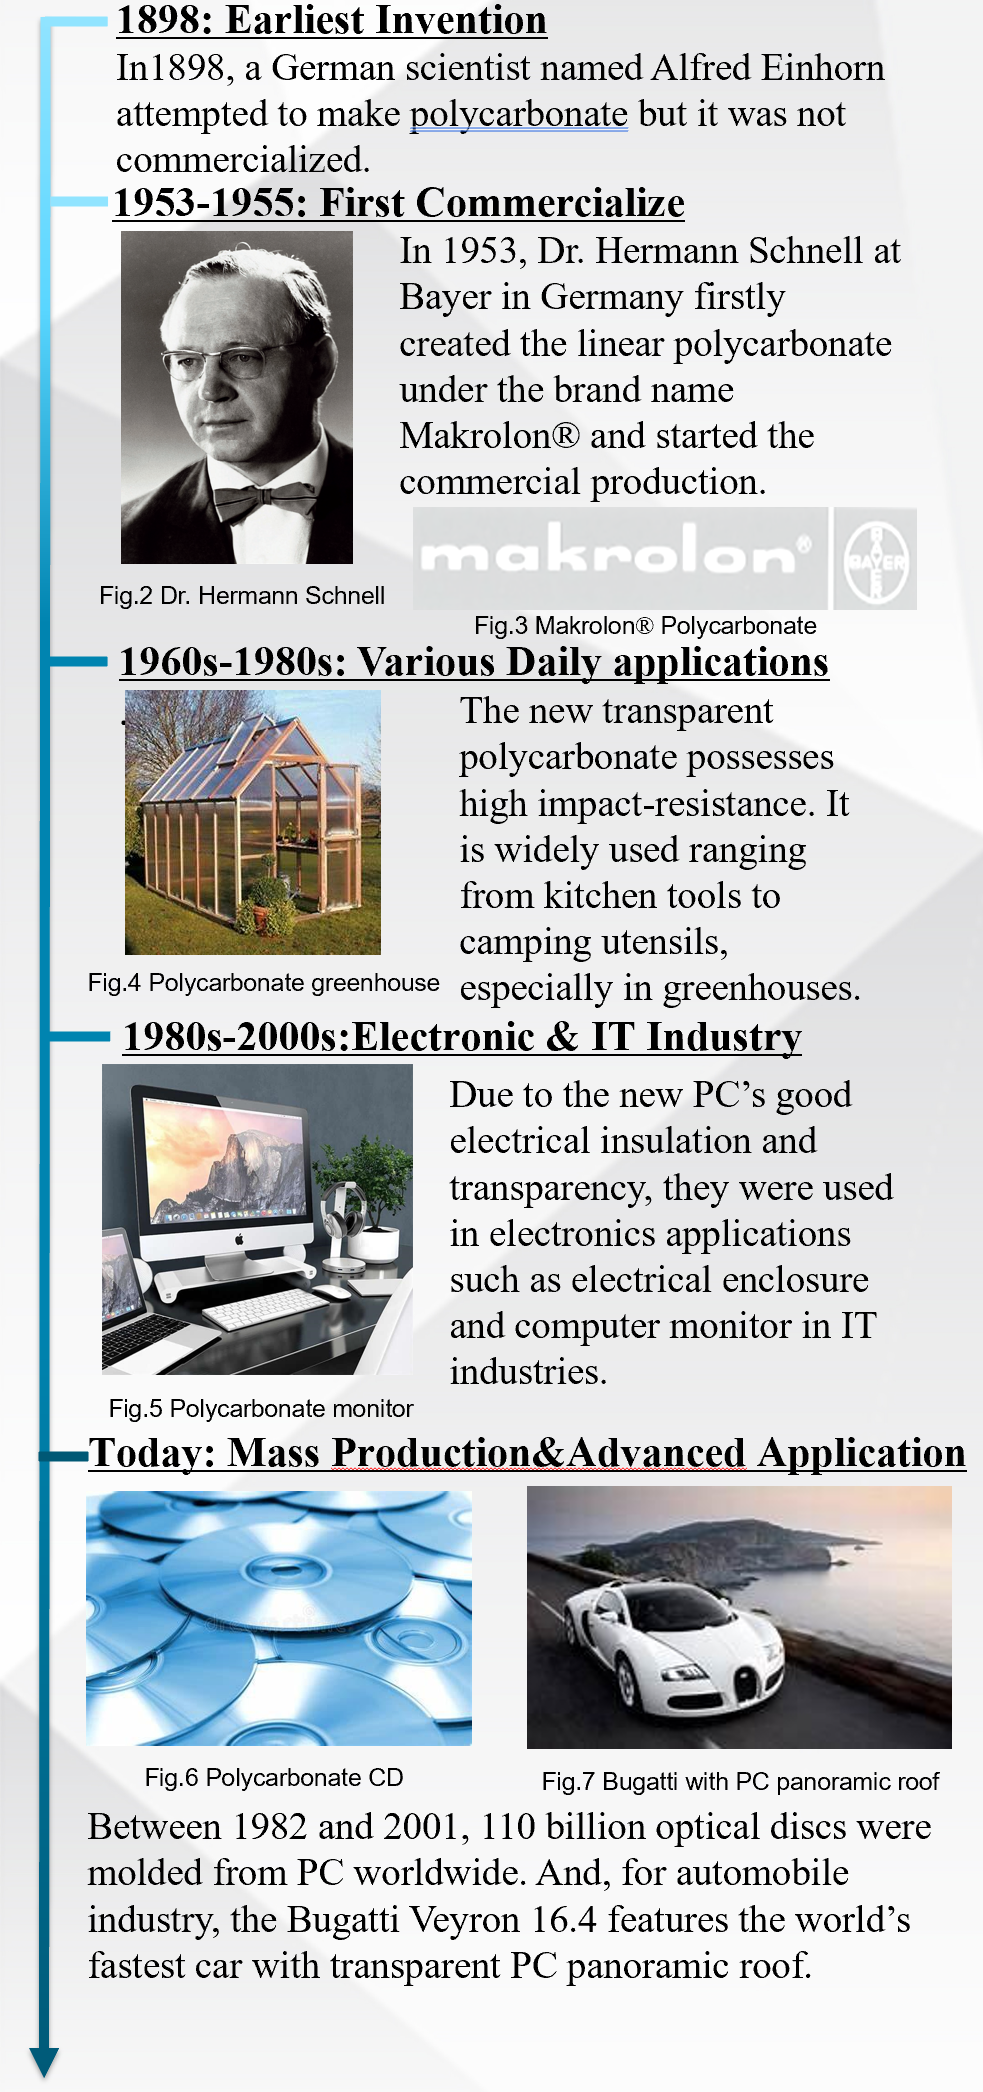 1898: Earliest Invention
In1898, a German scientist named Alfred Einhorn
attempted to make polycarbonate but it was not
commercialized.
1953-1955: First Commercialize
In 1953, Dr. Hermann Schnell at
Bayer in Germany firstly
created the linear polycarbonate
under the brand name
Makrolon® and started the
commercial production.
makrolon®
BAYER
BAYER
Fig.2 Dr. Hermann Schnell
Fig.3 Makrolon® Polycarbonate
1960s-1980s: Various Daily applications
.
The new transparent
polycarbonate possesses
high impact-resistance. It
is widely used ranging
from kitchen tools to
camping utensils,
especially in greenhouses.
Fig.4 Polycarbonate greenhouse
1980s-2000s:Electronic & IT Industry
Due to the new PC’s good
electrical insulation and
transparency, they were used
in electronics applications
such as electrical enclosure
and computer monitor in IT
industries.
Fig.5 Polycarbonate monitor
Today: Mass Production&Advanced Application
Fig.6 Polycarbonate CD
Fig.7 Bugatti with PC panoramic roof
Between 1982 and 2001, 110 billion optical discs were
molded from PC worldwide. And, for automobile
industry, the Bugatti Veyron 16.4 features the world’s
fastest car with transparent PC panoramic roof.